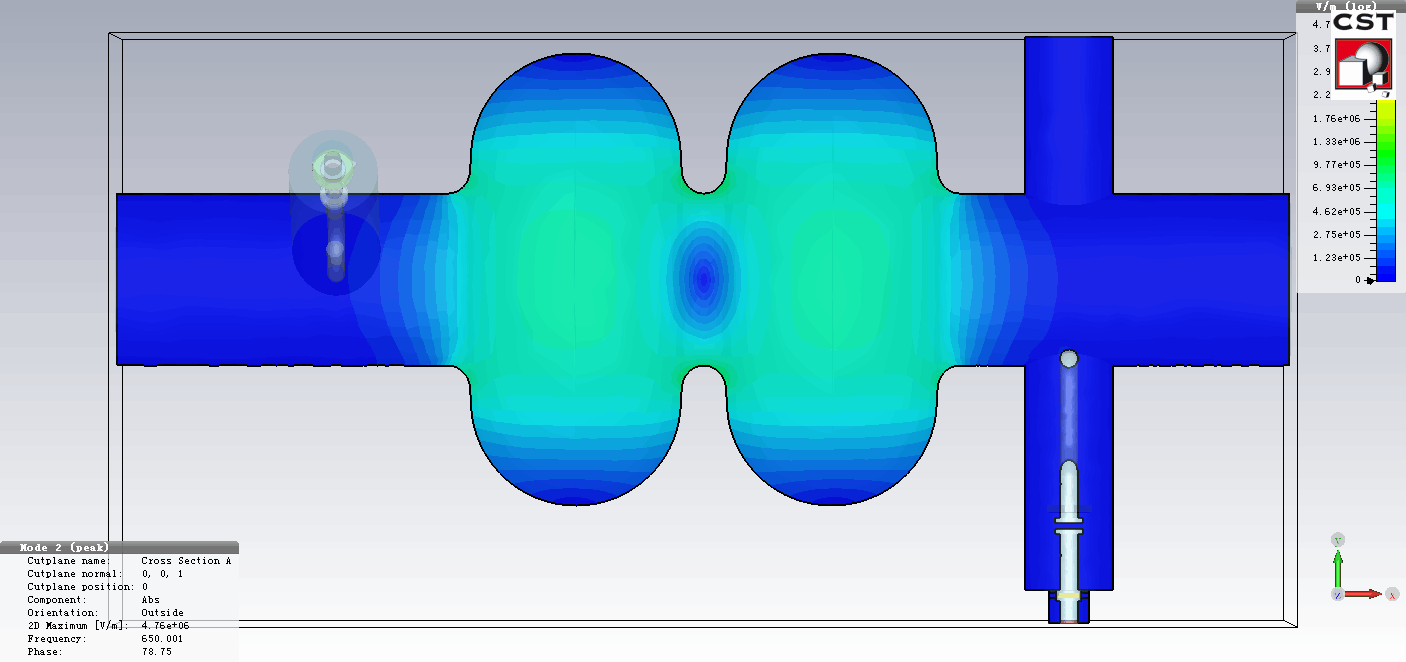 V/m (log)
CST
4.7
3.7
2.9
2.2
1.76e+06
1.33e+06
9.77e+05
6.93e+05
4.62e+05
2.75e+05
1.23e+05
0
Mode 2 (peak)
Cutplane name: Cross Section A
Cutplane normal: 0, 0, 1
Cutplane position: 0
Component: Abs
Orientation: Outside
2D Maximum [V/m]: 4.76e+06
Frequency: 650.001
Phase: 78.75
Y
Z
X